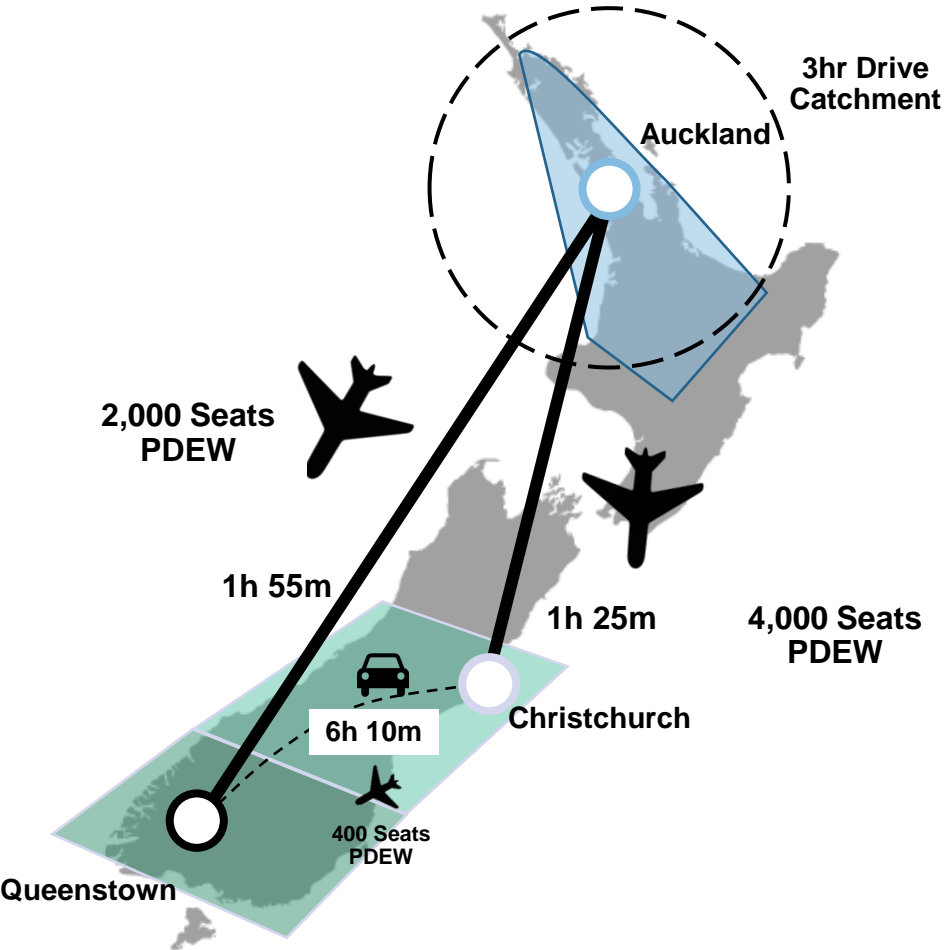 3hr Drive
Catchment
Auckland
2,000 Seats
PDEW
1h 55m
1h 25m
4,000 Seats
PDEW
Christchurch
6h 10m
400 Seats
PDEW
Queenstown